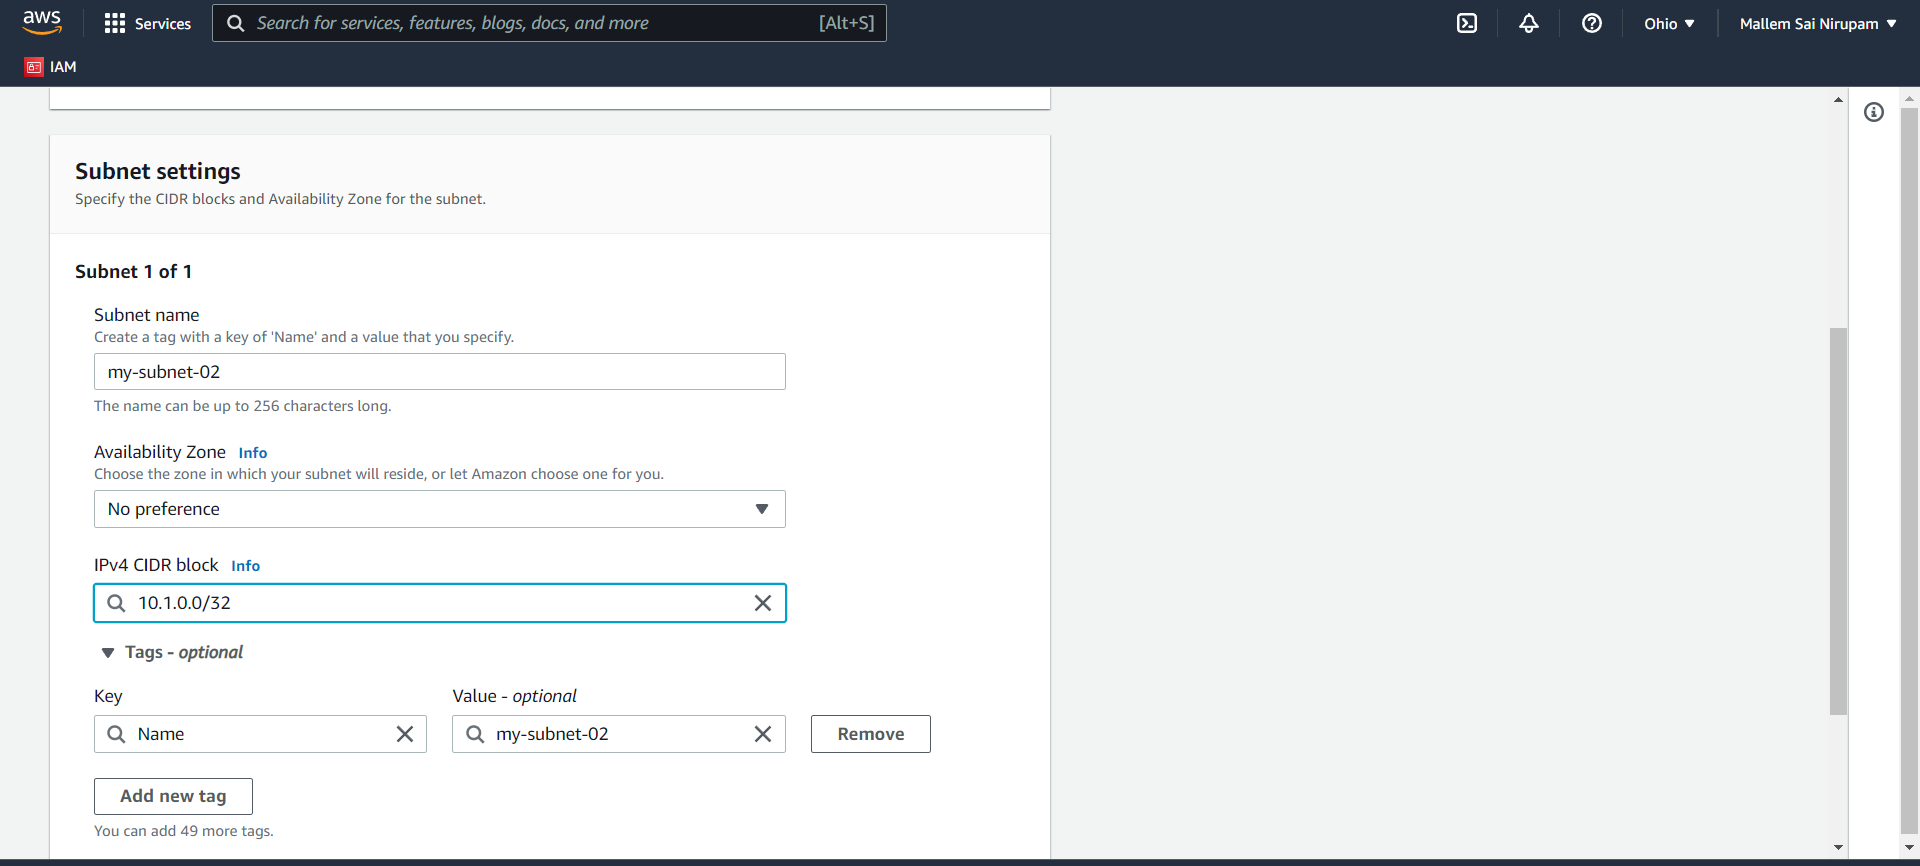 aws
Services
Search for services, features, blogs, docs, and more
[Alt+S]
Ohio
Mallem Sai Nirupam
IAM
Subnet settings
Specify the CIDR blocks and Availability Zone for the subnet.
Subnet 1 of 1
Subnet name
Create a tag with a key of 'Name' and a value that you specify.
my-subnet-02
The name can be up to 256 characters long.
Availability Zone Info
Choose the zone in which your subnet will reside, or let Amazon choose one for you.
No preference
IPv4 CIDR block Info
10.1.0.0/32
Tags - optional
Key
Value - optional
Name
my-subnet-02
Remove
Add new tag
You can add 49 more tags.